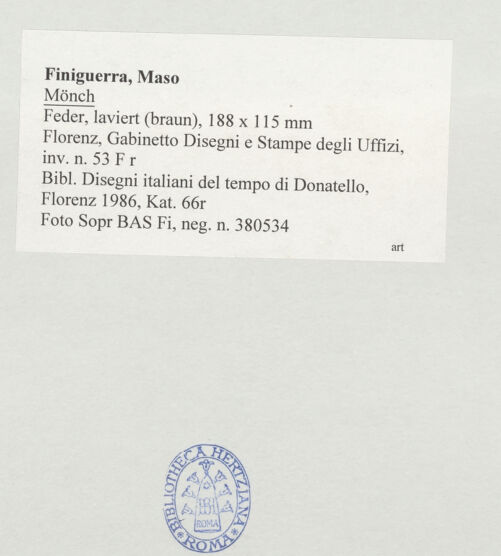 Finiguerra, Maso
Mönch
Feder, laviert (braun), 188 x 115 mm
Florenz, Gabinetto Disegni e Stampe degli Uffizi,
inv. n. 53 F r
Bibl. Disegni italiani del tempo di Donatello,
Florenz 1986, Kat. 66r
Foto Sopr BAS Fi, neg. n. 380534
art
BIBLIOTHECA HERTZIANA
ROMA
*ROMA*